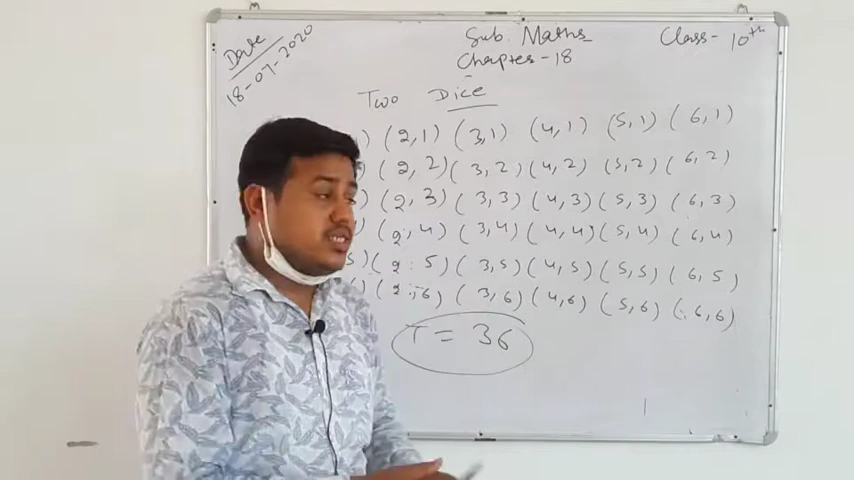 Date
18-07-2020
Sub: Maths
Chapter-18
Class- 10th
Two Dice
) (2,1) (3,1) (4,1) (5,1) (6,1)
) (2,2) (3,2) (4,2) (5,2) (6,2)
) (2,3) (3,3) (4,3) (5,3) (6,3)
) (2,4) (3,4) (4,4) (5,4) (6,4)
5) (2,5) (3,5) (4,5) (5,5) (6,5)
) (2,6) (3,6) (4,6) (5,6) (6,6)
T = 36